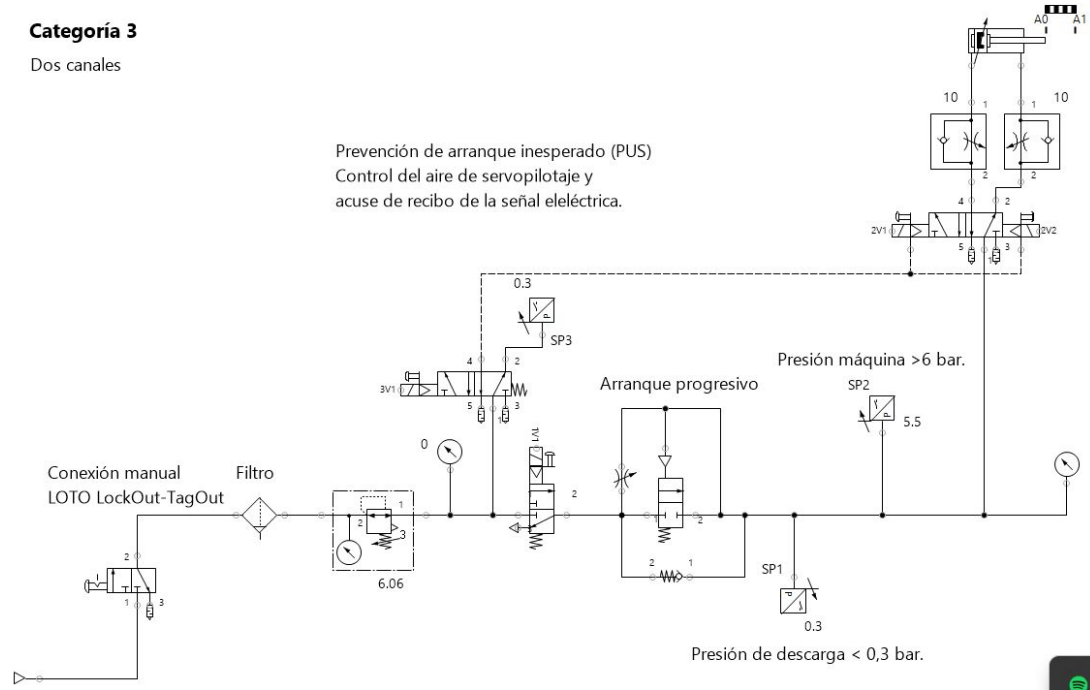 Categoría 3
Dos canales
A0 A1
10 1 1 10
2 2
Prevención de arranque inesperado (PUS)
Control del aire de servopilotaje y
acuse de recibo de la señal eleléctrica.
4 2
2V1 2V2
5 1 3
0.3
SP3
4 2
3V1
5 1 3
Arranque progresivo
Presión máquina >6 bar.
SP2
5.5
0
1V1
2
Conexión manual
LOTO LockOut-TagOut
Filtro
1
2
3
6.06
1 2
2 1
2
1 3
SP1
0.3
Presión de descarga < 0,3 bar.